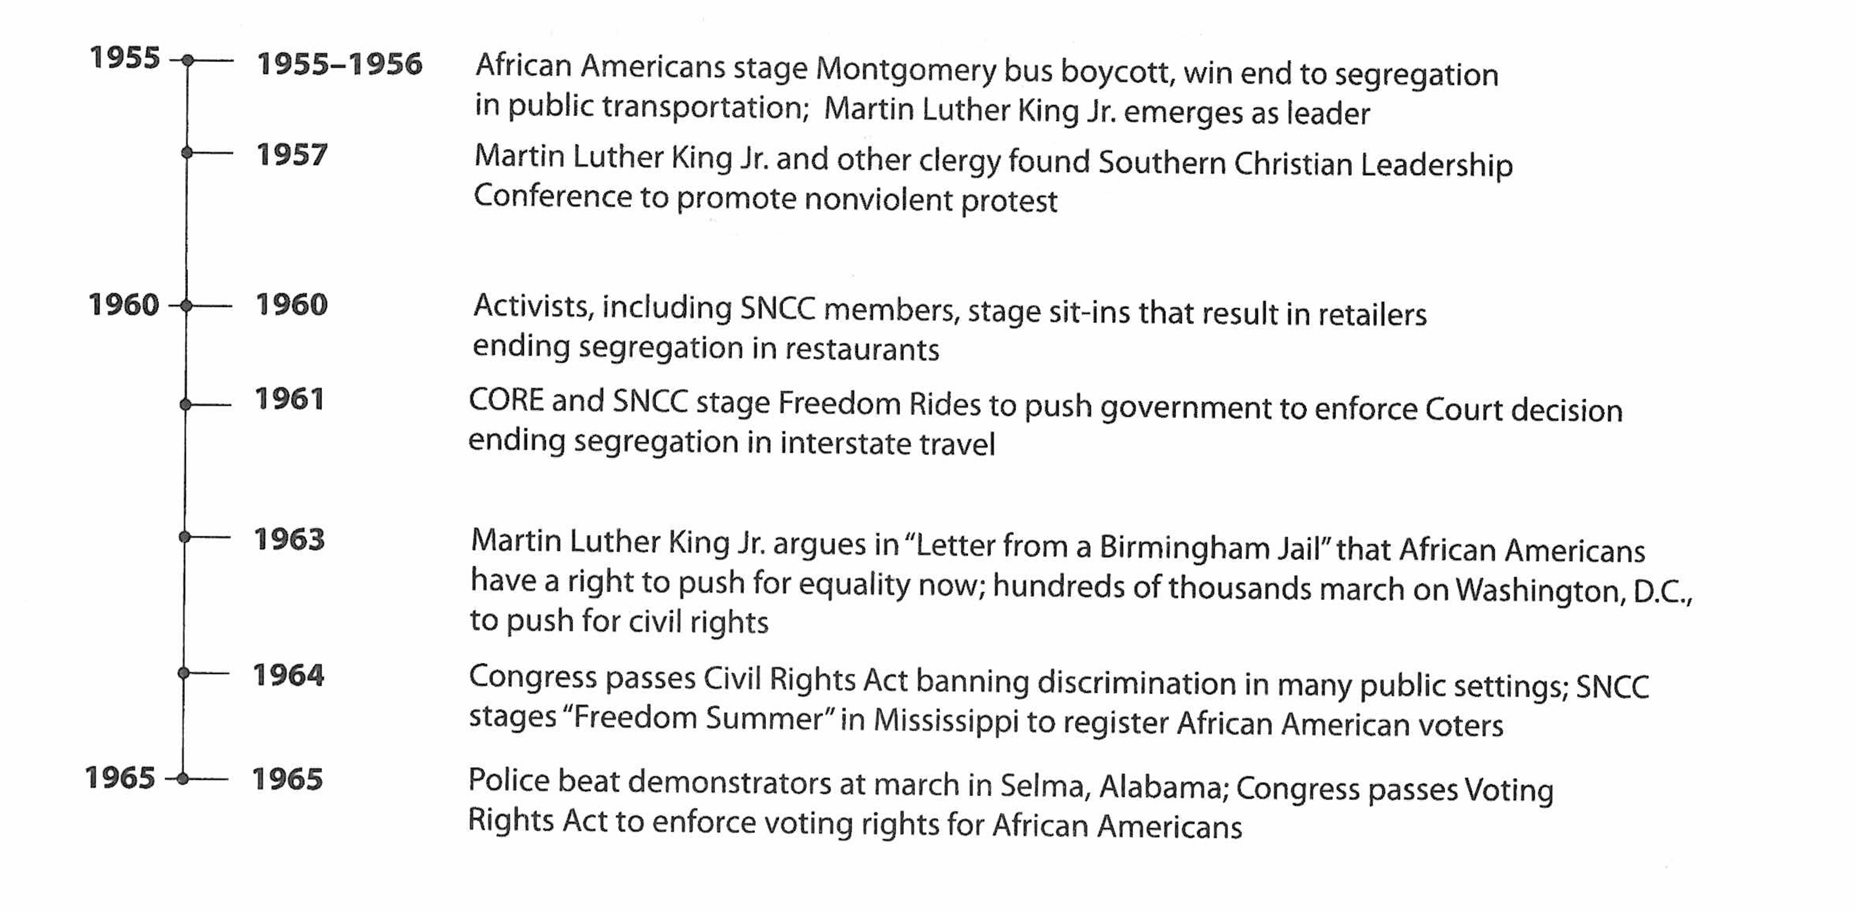 1955 1955–1956 African Americans stage Montgomery bus boycott, win end to segregation
in public transportation; Martin Luther King Jr. emerges as leader
1957 Martin Luther King Jr. and other clergy found Southern Christian Leadership
Conference to promote nonviolent protest
1960 1960 Activists, including SNCC members, stage sit-ins that result in retailers
ending segregation in restaurants
1961 CORE and SNCC stage Freedom Rides to push government to enforce Court decision
ending segregation in interstate travel
1963 Martin Luther King Jr. argues in “Letter from a Birmingham Jail” that African Americans
have a right to push for equality now; hundreds of thousands march on Washington, D.C.,
to push for civil rights
1964 Congress passes Civil Rights Act banning discrimination in many public settings; SNCC
stages “Freedom Summer” in Mississippi to register African American voters
1965 1965 Police beat demonstrators at march in Selma, Alabama; Congress passes Voting
Rights Act to enforce voting rights for African Americans